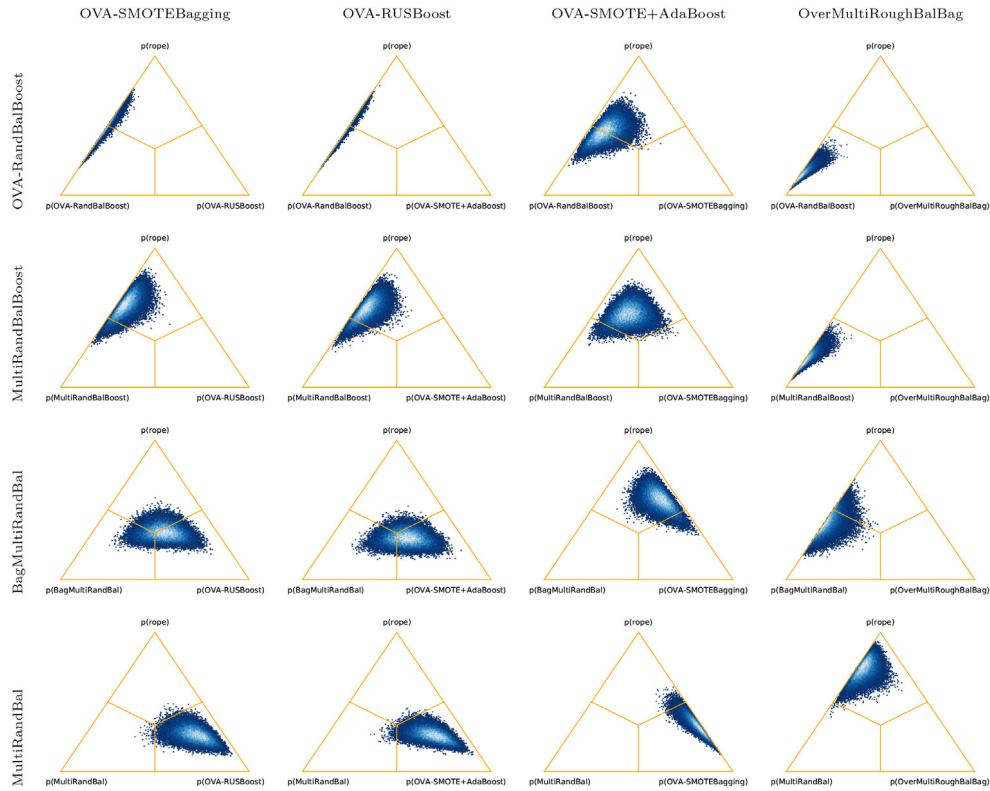 OVA-SMOTEBagging OVA-RUSBoost OVA-SMOTE+AdaBoost OverMultiRoughBalBag
OVA-RandBalBoost
p(rope) p(rope) p(rope) p(rope)
p(OVA-RandBalBoost) p(OVA-RUSBoost) p(OVA-RandBalBoost) p(OVA-SMOTE+AdaBoost) p(OVA-RandBalBoost) p(OVA-SMOTEBagging) p(OVA-RandBalBoost) p(OverMultiRoughBalBag)
MultiRandBalBoost
p(rope) p(rope) p(rope) p(rope)
p(MultiRandBalBoost) p(OVA-RUSBoost) p(MultiRandBalBoost) p(OVA-SMOTE+AdaBoost) p(MultiRandBalBoost) p(OVA-SMOTEBagging) p(MultiRandBalBoost) p(OverMultiRoughBalBag)
BagMultiRandBal
p(rope) p(rope) p(rope) p(rope)
p(BagMultiRandBal) p(OVA-RUSBoost) p(BagMultiRandBal) p(OVA-SMOTE+AdaBoost) p(BagMultiRandBal) p(OVA-SMOTEBagging) p(BagMultiRandBal) p(OverMultiRoughBalBag)
MultiRandBal
p(rope) p(rope) p(rope) p(rope)
p(MultiRandBal) p(OVA-RUSBoost) p(MultiRandBal) p(OVA-SMOTE+AdaBoost) p(MultiRandBal) p(OVA-SMOTEBagging) p(MultiRandBal) p(OverMultiRoughBalBag)